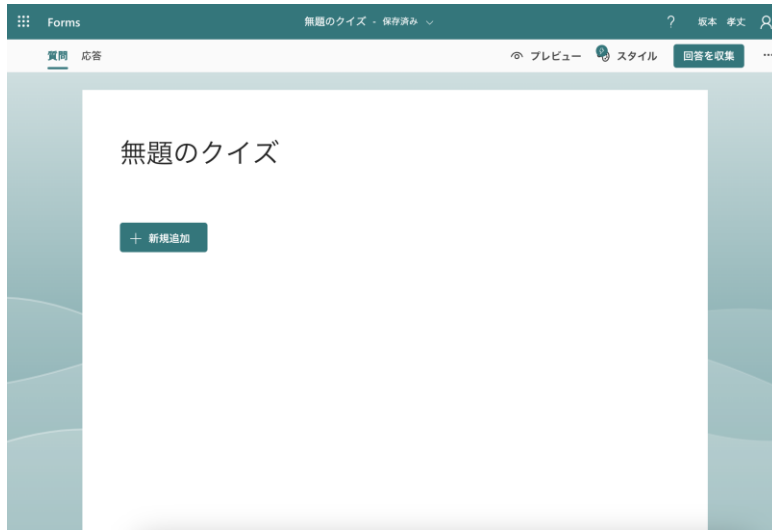 Forms
無題のクイズ - 保存済み
?
坂本 孝丈
質問 応答
プレビュー スタイル 回答を収集 ...
無題のクイズ
+ 新規追加